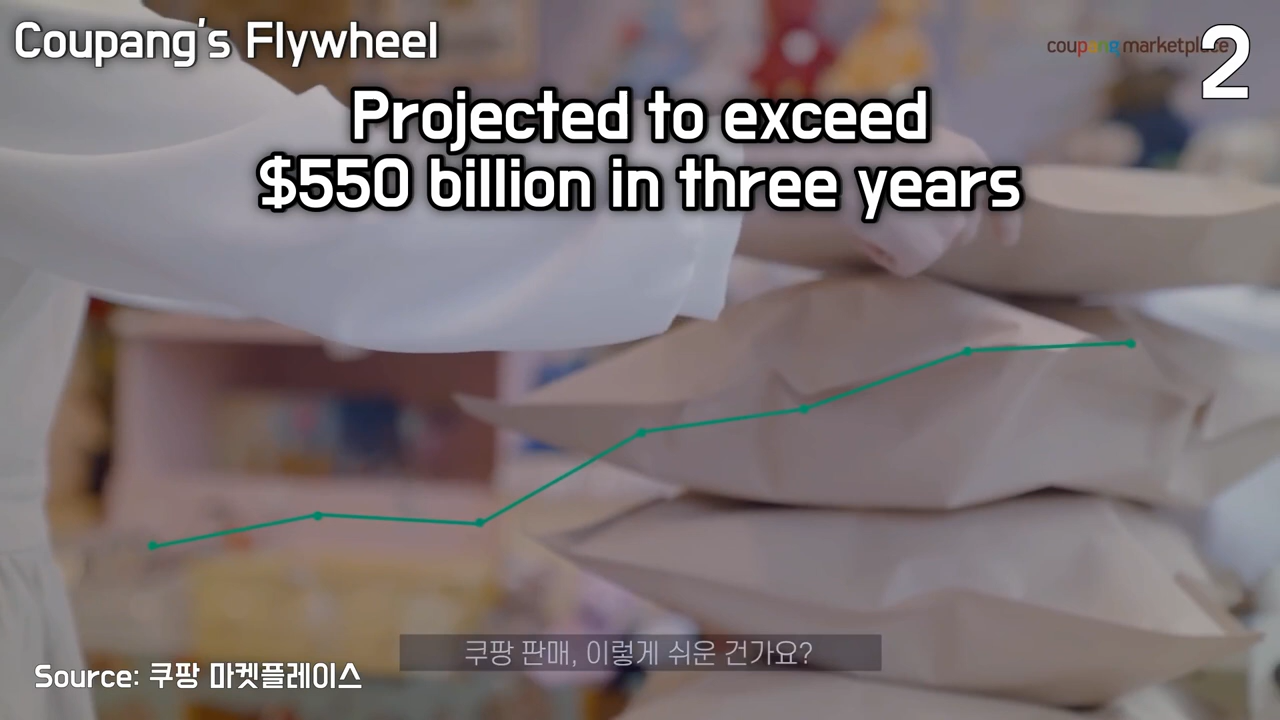 Coupang's Flywheel
coupang marketplace
2
Projected to exceed
$550 billion in three years
쿠팡 판매, 이렇게 쉬운 건가요?
Source: 쿠팡 마켓플레이스